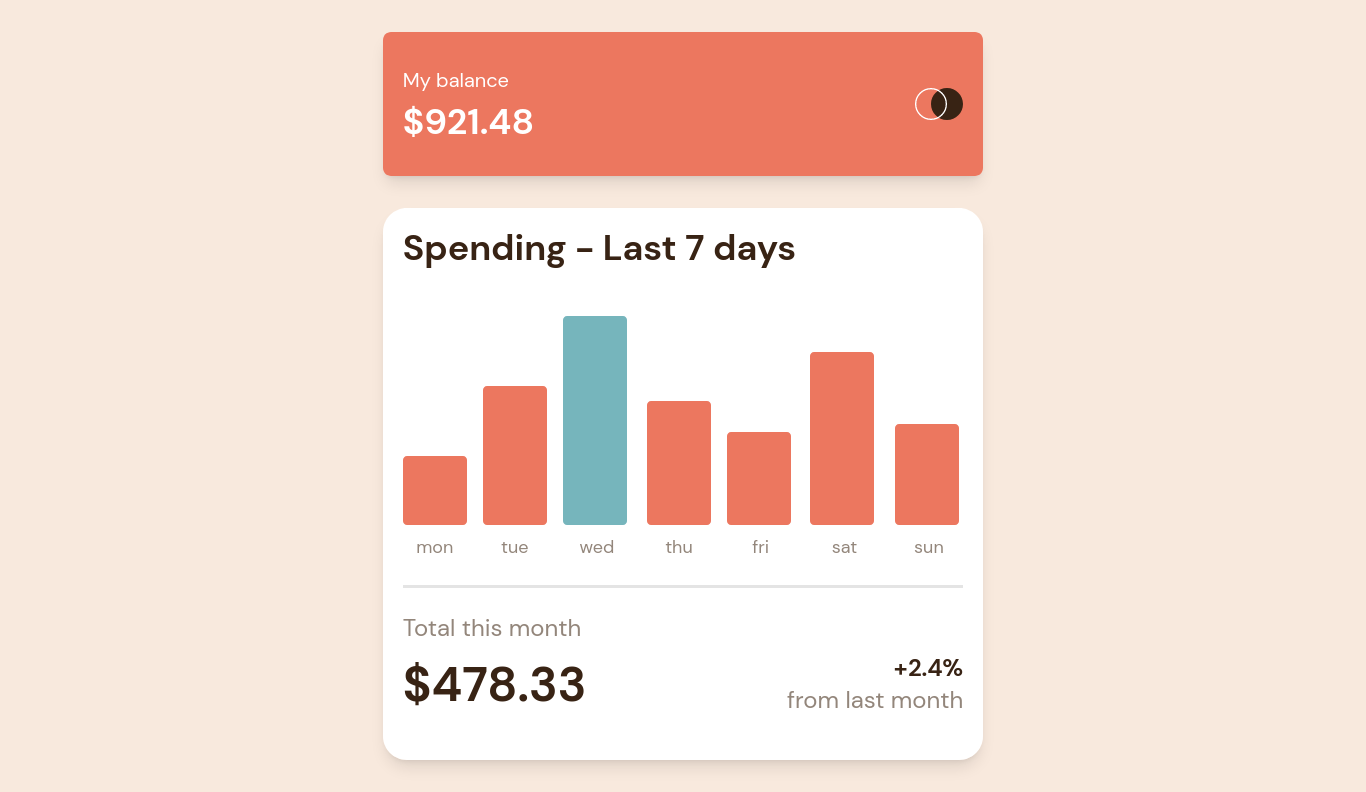 My balance
$921.48
Spending - Last 7 days
mon tue wed thu fri sat sun
Total this month
$478.33
+2.4%
from last month